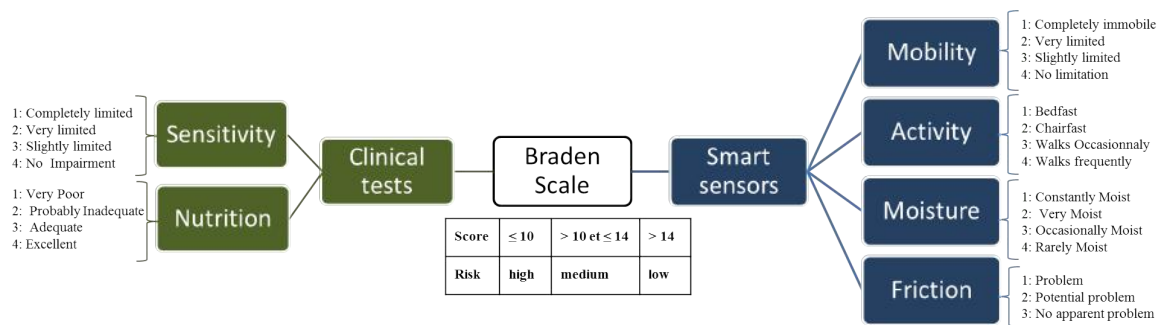 1: Completely limited
2: Very limited
3: Slightly limited
4: No Impairment
Sensitivity
1: Very Poor
2: Probably Inadequate
3: Adequate
4: Excellent
Nutrition
Clinical
tests
Braden
Scale
Score ≤ 10 > 10 et ≤ 14 > 14
Risk high medium low
Smart
sensors
Mobility
1: Completely immobile
2: Very limited
3: Slightly limited
4: No limitation
Activity
1: Bedfast
2: Chairfast
3: Walks Occasionnaly
4: Walks frequently
Moisture
1: Constantly Moist
2: Very Moist
3: Occasionally Moist
4: Rarely Moist
Friction
1: Problem
2: Potential problem
3: No apparent problem